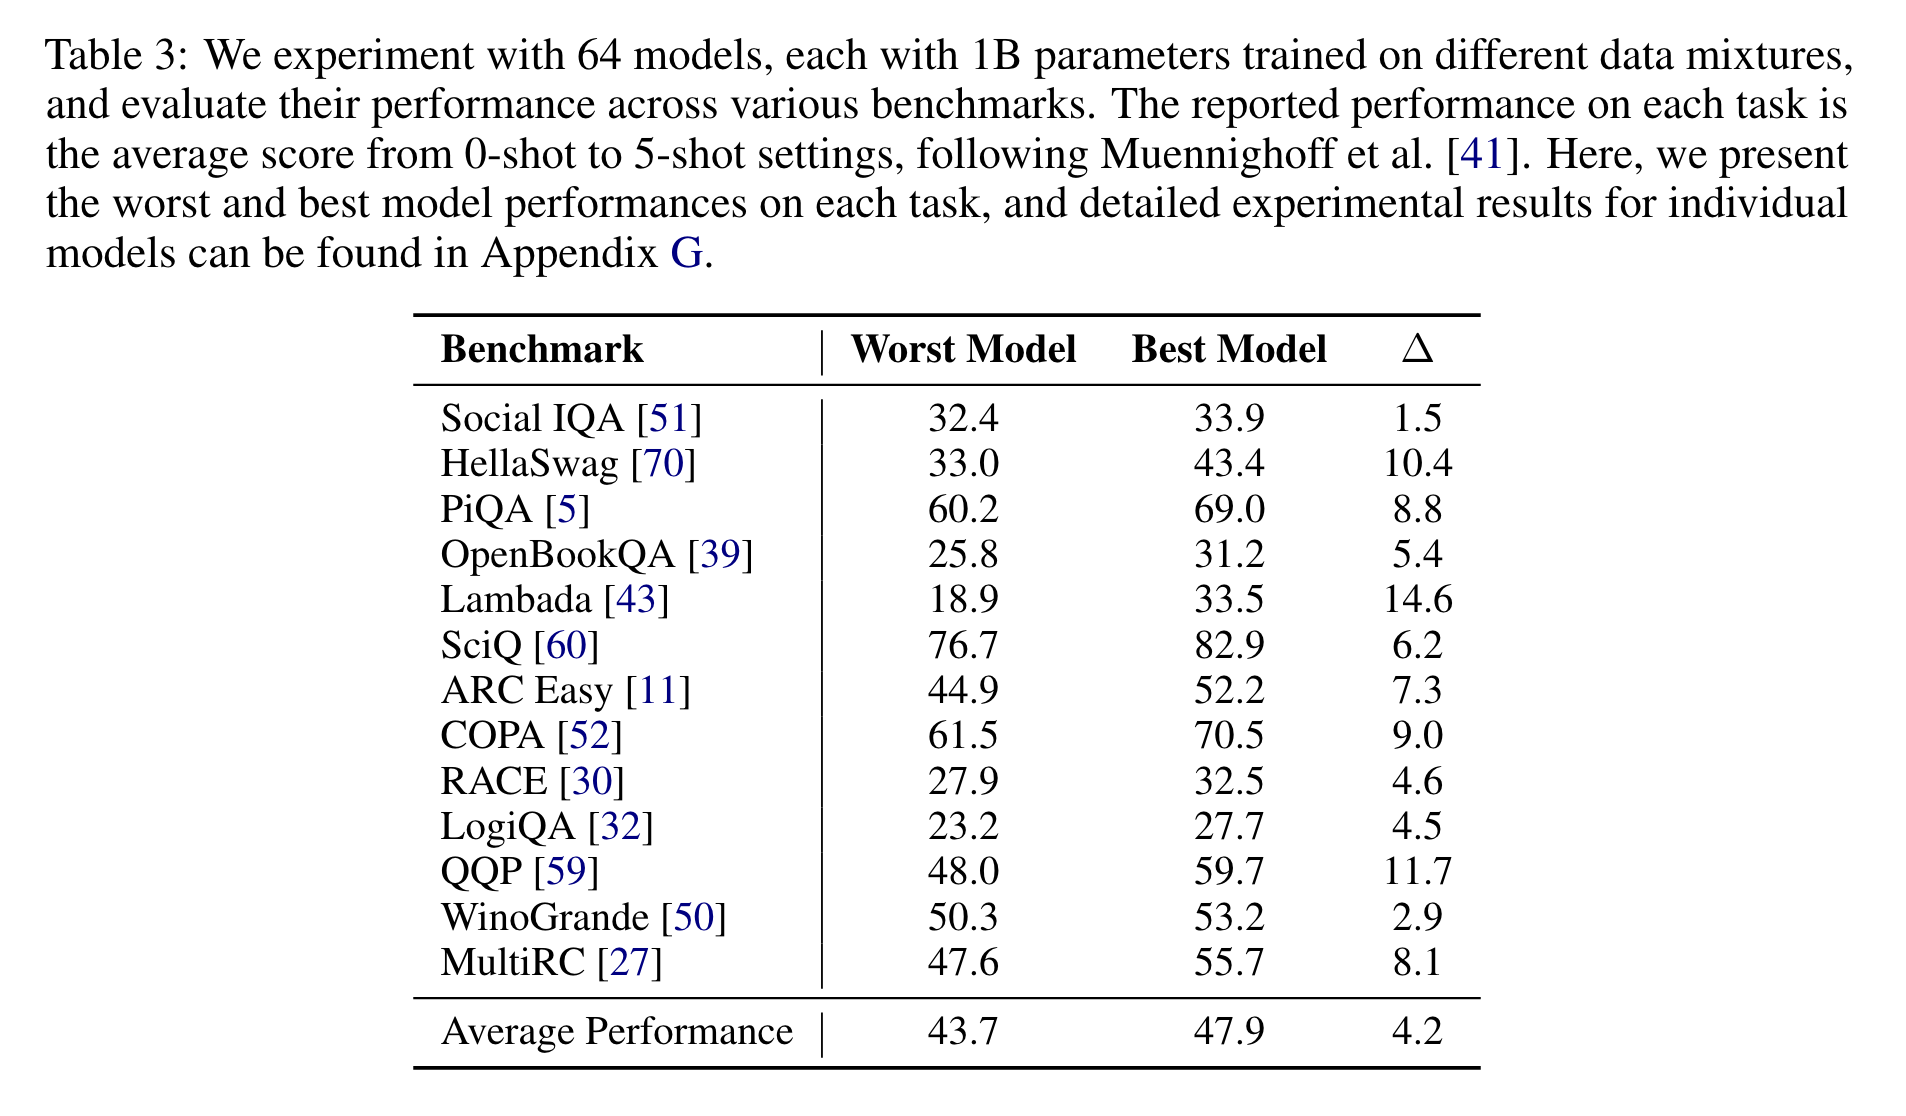 Table 3: We experiment with 64 models, each with 1B parameters trained on different data mixtures,
and evaluate their performance across various benchmarks. The reported performance on each task is
the average score from 0-shot to 5-shot settings, following Muennighoff et al. [41]. Here, we present
the worst and best model performances on each task, and detailed experimental results for individual
models can be found in Appendix G.
Benchmark Worst Model Best Model Δ
Social IQA [51] 32.4 33.9 1.5
HellaSwag [70] 33.0 43.4 10.4
PiQA [5] 60.2 69.0 8.8
OpenBookQA [39] 25.8 31.2 5.4
Lambada [43] 18.9 33.5 14.6
SciQ [60] 76.7 82.9 6.2
ARC Easy [11] 44.9 52.2 7.3
COPA [52] 61.5 70.5 9.0
RACE [30] 27.9 32.5 4.6
LogiQA [32] 23.2 27.7 4.5
QQP [59] 48.0 59.7 11.7
WinoGrande [50] 50.3 53.2 2.9
MultiRC [27] 47.6 55.7 8.1
Average Performance 43.7 47.9 4.2